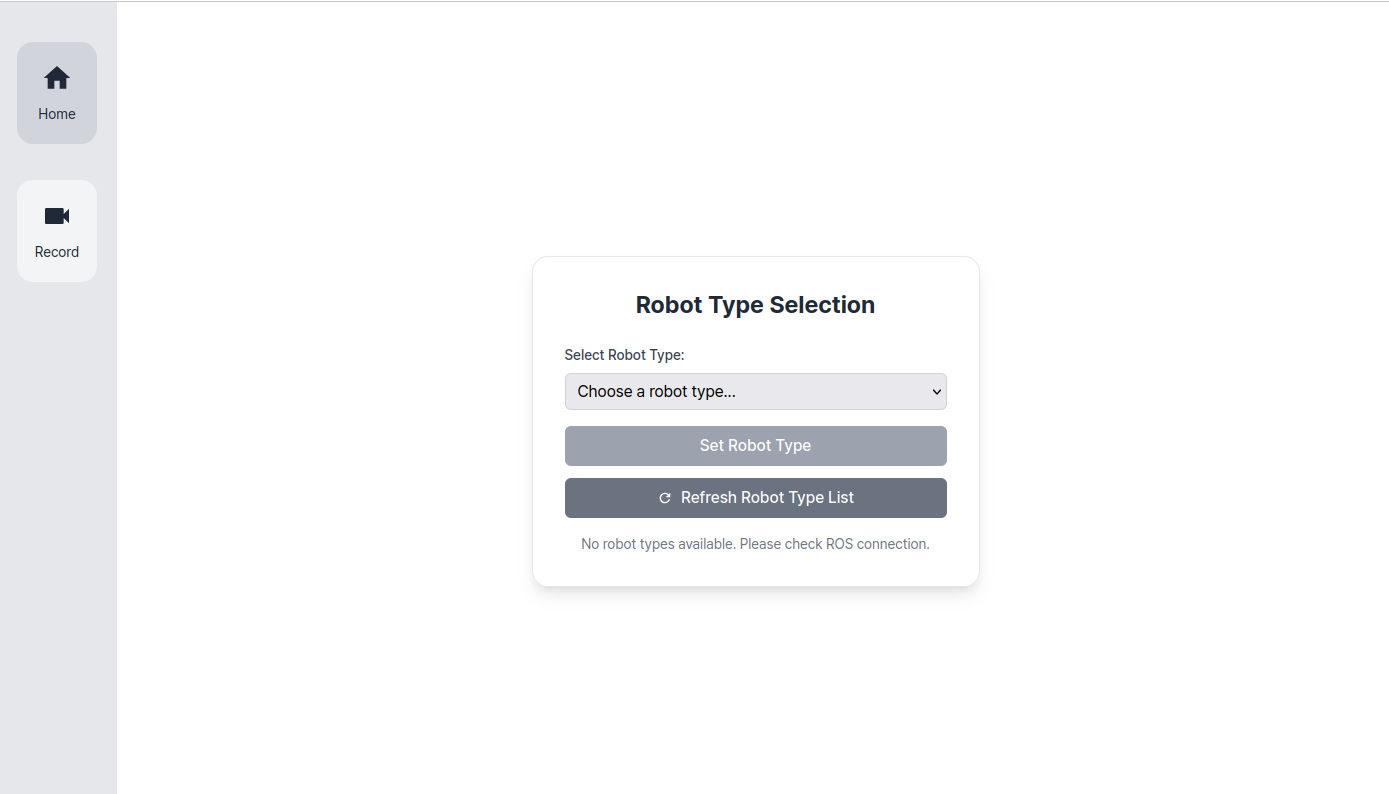 Home
Record
Robot Type Selection
Select Robot Type:
Choose a robot type...
Set Robot Type
Refresh Robot Type List
No robot types available. Please check ROS connection.